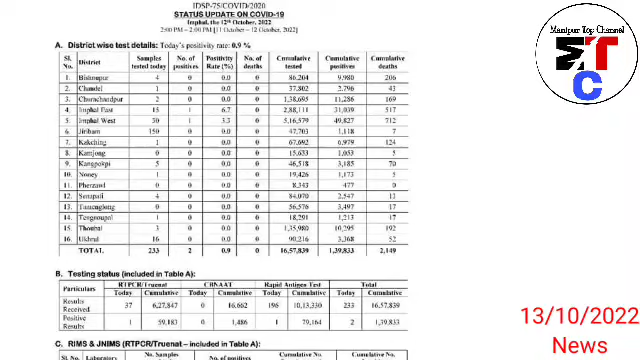 IDSP-75/COVID/2020
STATUS UPDATE ON COVID-19
Imphal, the 12th October, 2022
2:00 PM – 2:00 PM [11 October – 12 October, 2022]
Manipur Top Channel
ETC
A. District wise test details: Today's positivity rate: 0.9 %
Sl. No. District Samples tested today No. of positives Positivity Rate (%) No. of deaths Cumulative tested Cumulative positives Cumulative deaths
1. Bishnupur 4 0 0.0 0 86,204 9,980 206
2. Chandel 1 0 0.0 0 37,802 2,796 43
3. Churachandpur 2 0 0.0 0 1,38,695 11,286 169
4. Imphal East 15 1 6.7 0 2,88,111 31,039 517
5. Imphal West 30 1 3.3 0 5,16,579 49,827 712
6. Jiribam 150 0 0.0 0 47,703 1,118 7
7. Kakching 1 0 0.0 0 67,692 6,979 124
8. Kamjong 0 0 0.0 0 15,633 1,053 5
9. Kangpokpi 5 0 0.0 0 46,518 3,185 70
10. Noney 1 0 0.0 0 19,426 1,173 5
11. Pherzawl 0 0 0.0 0 8,343 477 0
12. Senapati 4 0 0.0 0 84,070 2,547 13
13. Tamenglong 0 0 0.0 0 56,576 3,497 17
14. Tengnoupal 1 0 0.0 0 18,291 1,213 17
15. Thoubal 3 0 0.0 0 1,35,980 10,295 192
16. Ukhrul 16 0 0.0 0 90,216 3,368 52
TOTAL 233 2 0.9 0 16,57,839 1,39,833 2,149
B. Testing status (included in Table A):
Particulars RTPCR/Truenat CBNAAT Rapid Antigen Test Total
Today Cumulative Today Cumulative Today Cumulative Today Cumulative
Results Received 37 6,27,847 0 16,662 196 10,13,330 233 16,57,839
Positive Results 1 59,183 0 1,486 1 79,164 2 1,39,833
C. RIMS & JNIMS (RTPCR/Truenat – included in Table A):
Sl. No. Laboratory No. of Samples No. of positives Cumulative Cumulative
13/10/2022
News